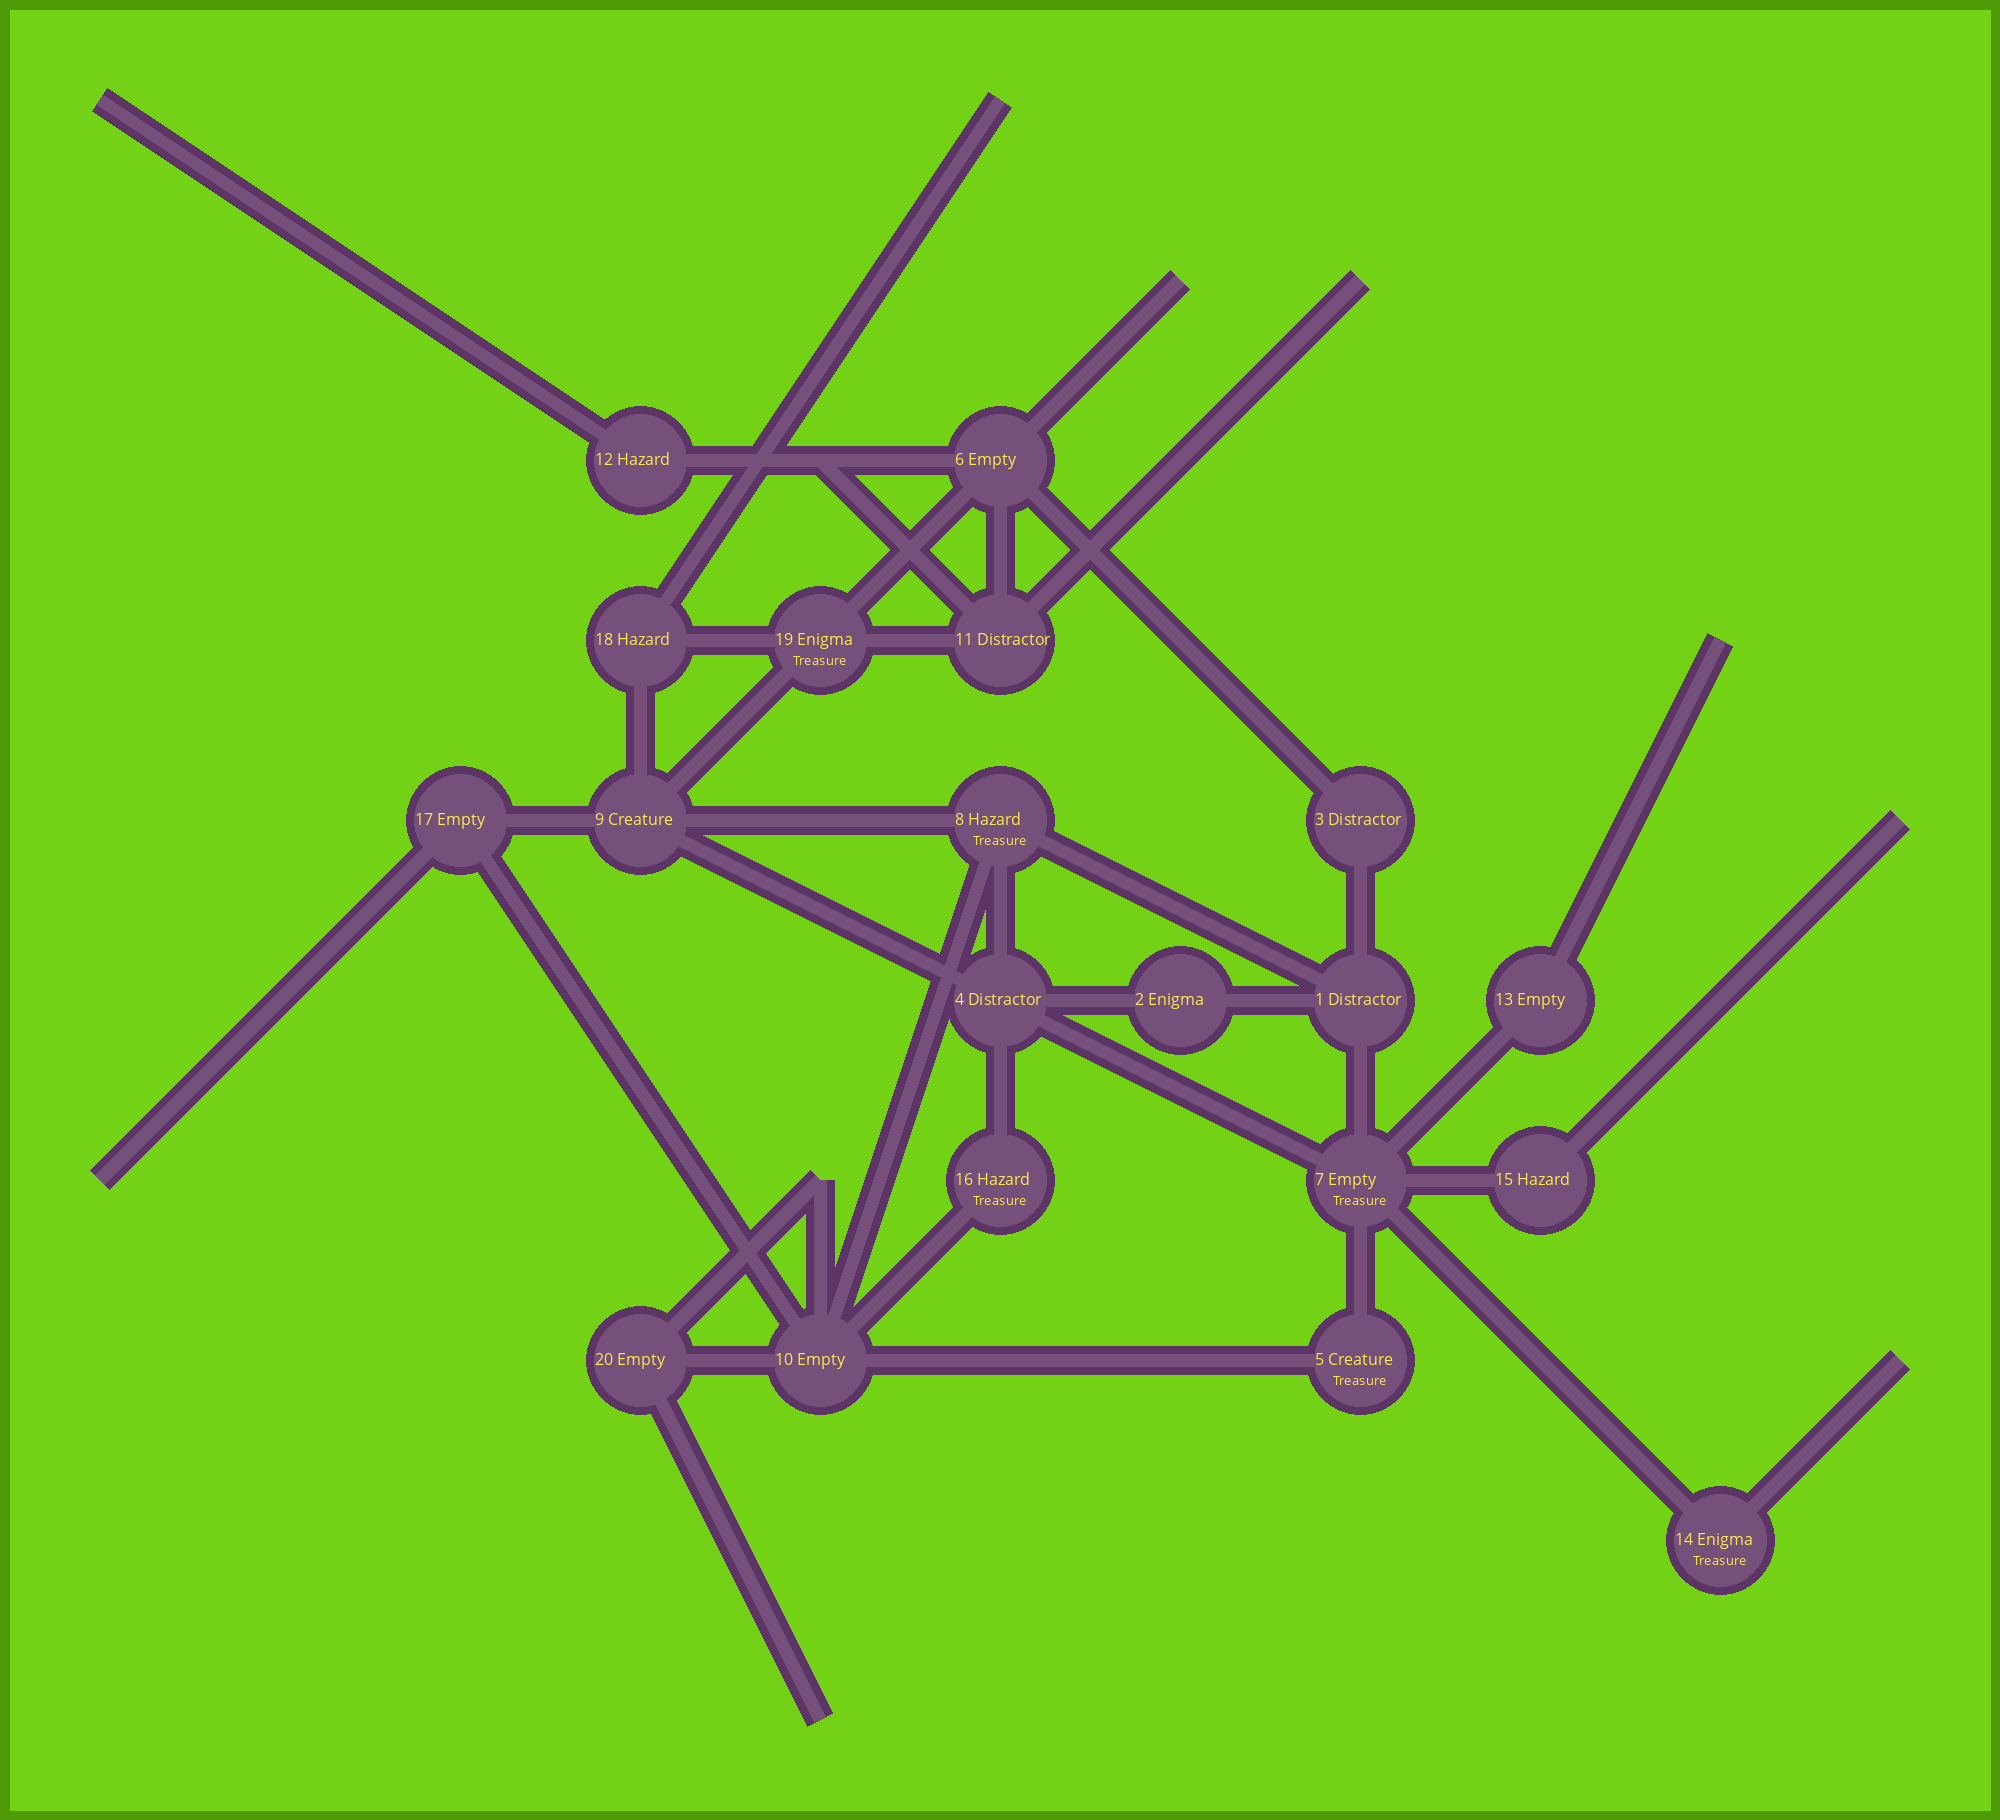 12 Hazard
6 Empty
18 Hazard
19 Enigma
Treasure
11 Distractor
17 Empty
9 Creature
8 Hazard
Treasure
3 Distractor
4 Distractor
2 Enigma
1 Distractor
13 Empty
16 Hazard
Treasure
7 Empty
Treasure
15 Hazard
20 Empty
10 Empty
5 Creature
Treasure
14 Enigma
Treasure